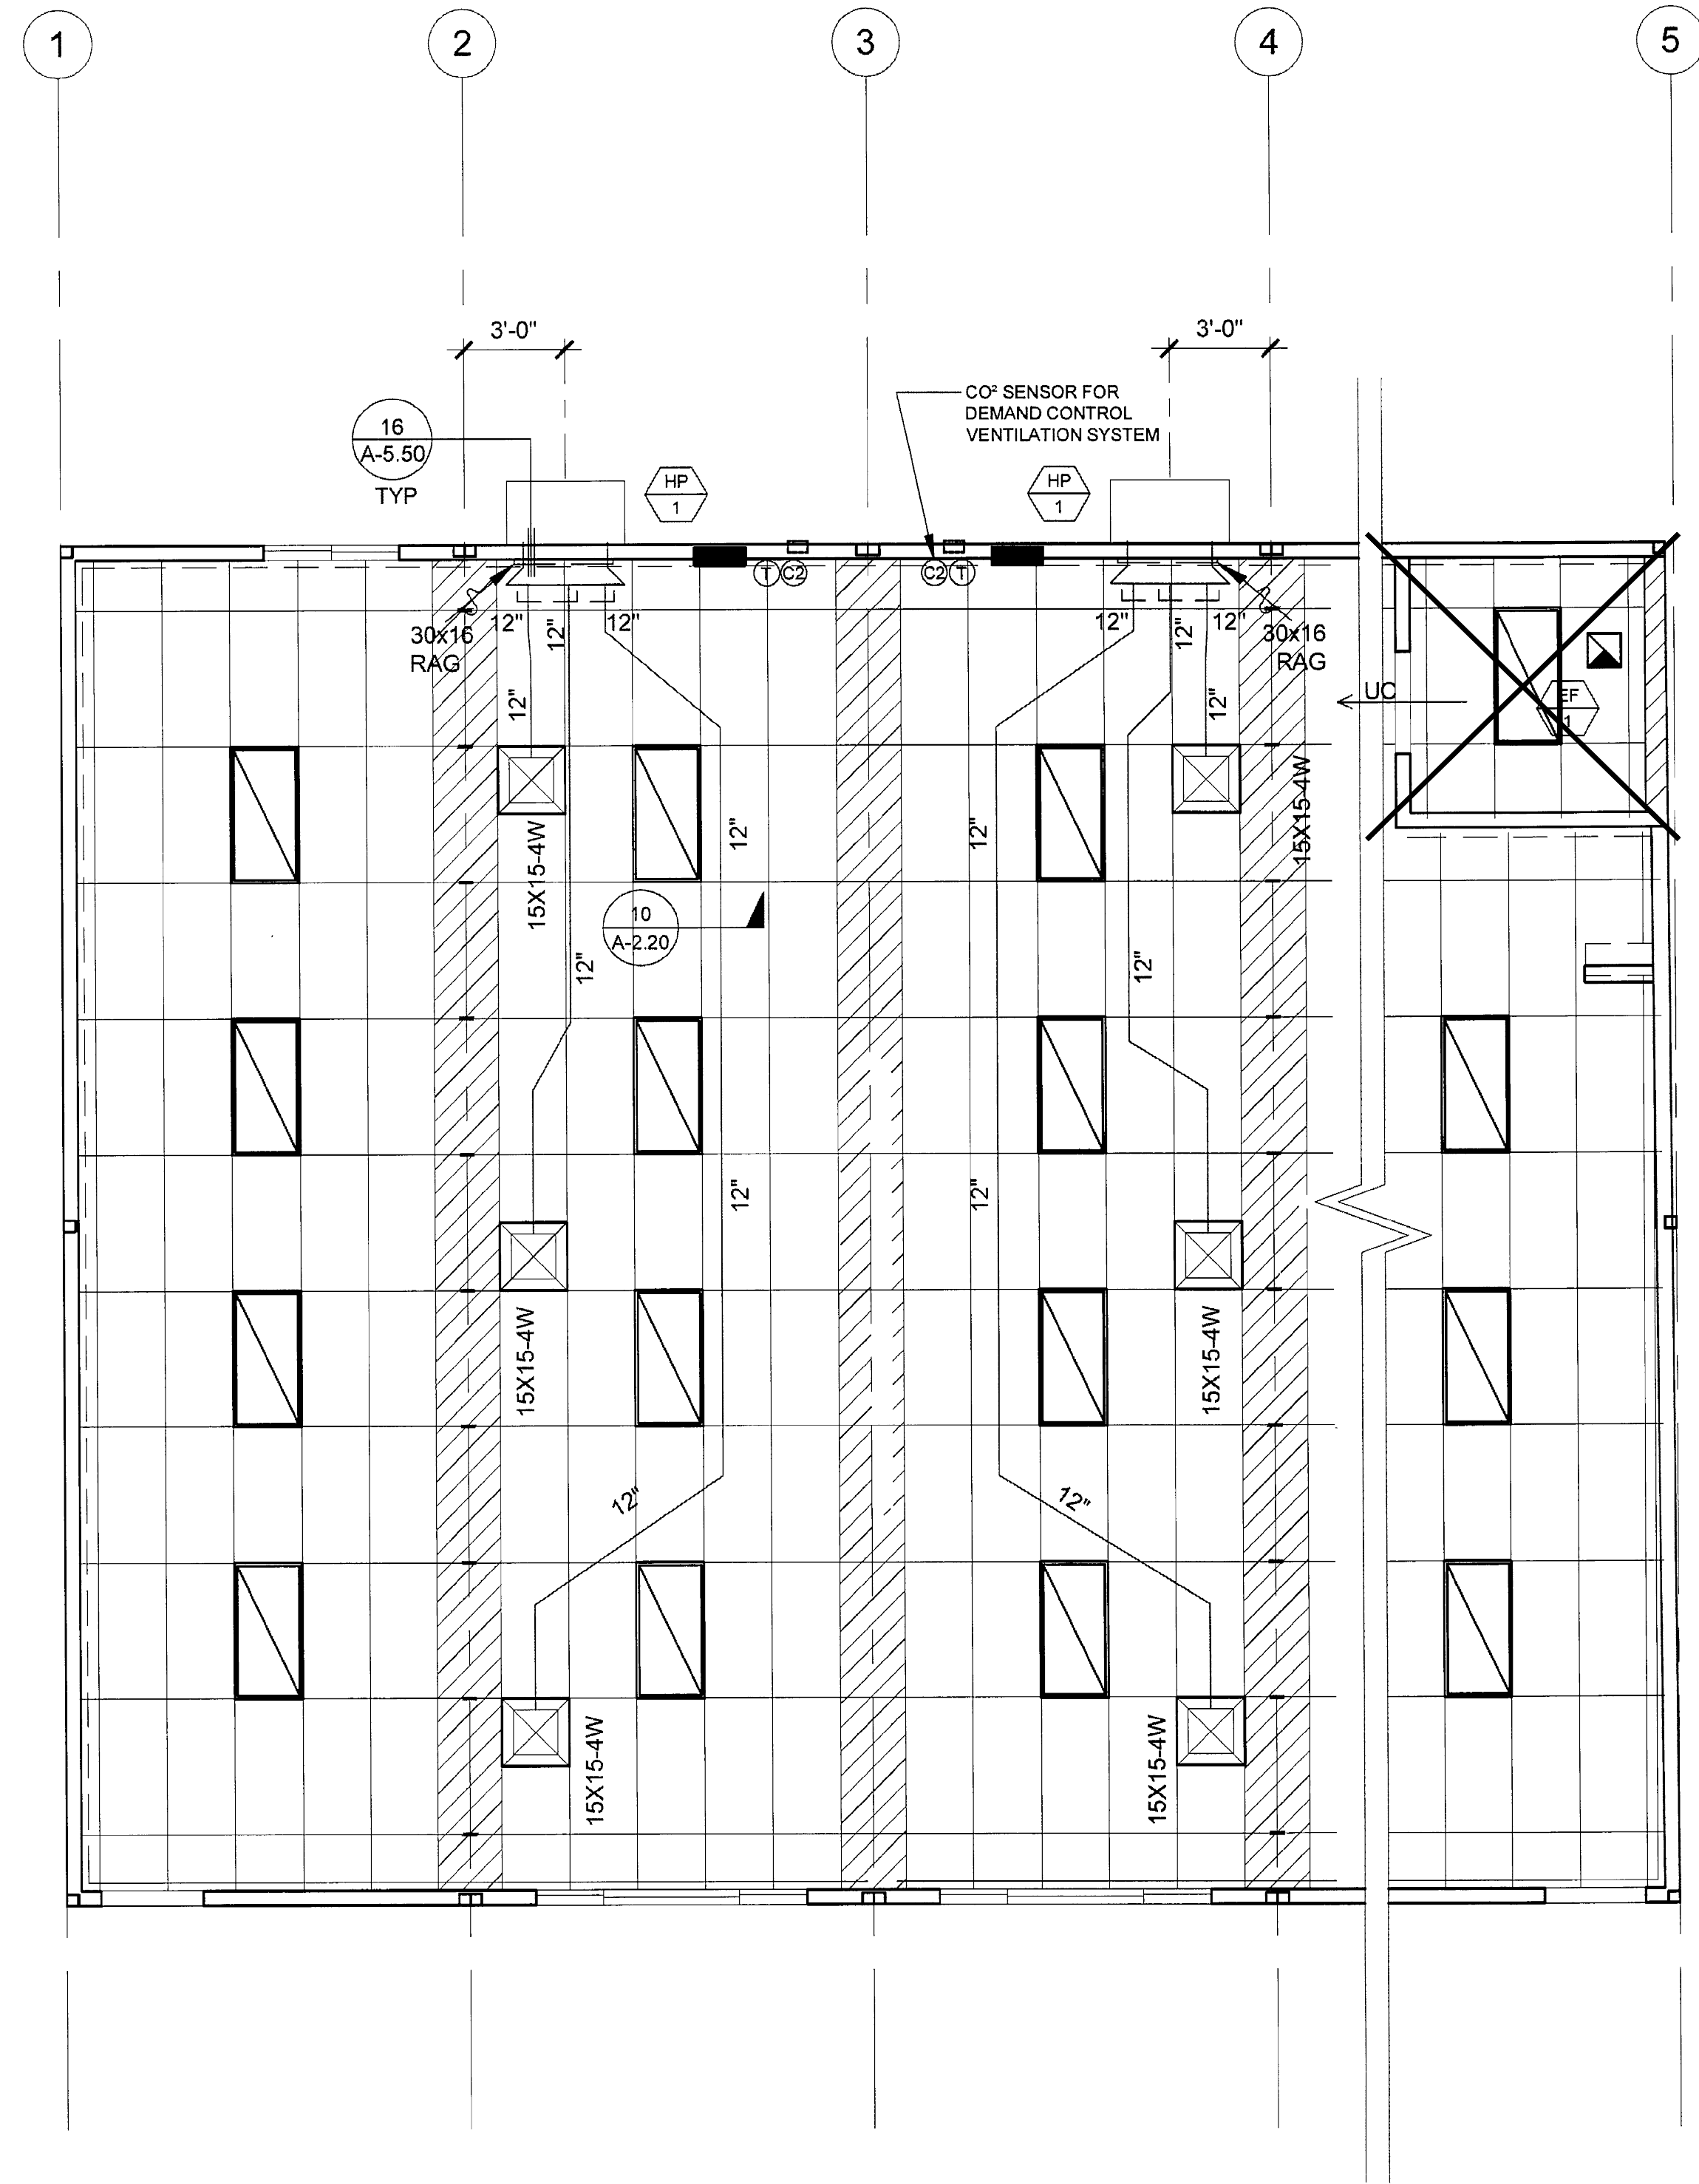 1
2
3
4
5
3'-0"
3'-0"
16
A-5.50
TYP
CO² SENSOR FOR
DEMAND CONTROL
VENTILATION SYSTEM
HP
1
HP
1
T
C2
C2
T
12"
12"
12"
12"
12"
12"
30x16
RAG
30x16
RAG
12"
12"
UC
EF
1
15X15-4W
12"
12"
15X15-4W
10
A-2.20
12"
12"
12"
12"
15X15-4W
15X15-4W
12"
12"
15X15-4W
15X15-4W